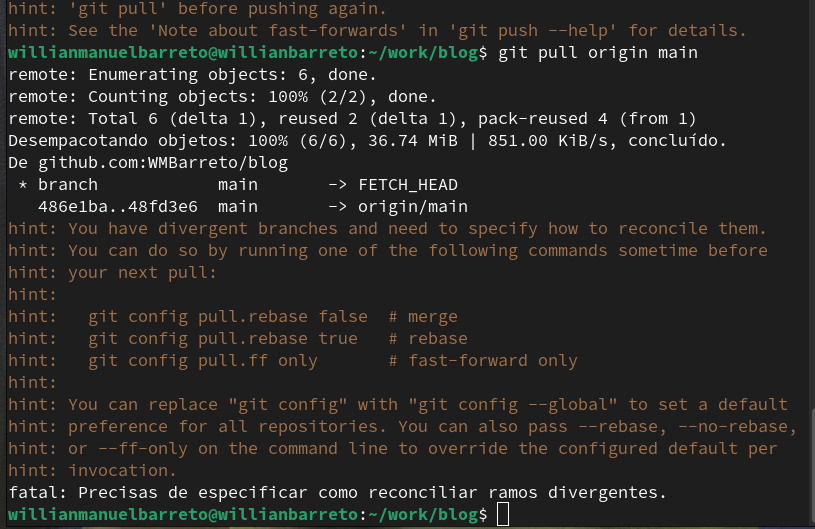 hint: 'git pull' before pushing again.
hint: See the 'Note about fast-forwards' in 'git push --help' for details.
willianmanuelbarreto@willianbarreto:~/work/blog$ git pull origin main
remote: Enumerating objects: 6, done.
remote: Counting objects: 100% (2/2), done.
remote: Total 6 (delta 1), reused 2 (delta 1), pack-reused 4 (from 1)
Desempacotando objetos: 100% (6/6), 36.74 MiB | 851.00 KiB/s, concluído.
De github.com:WMBarreto/blog
 * branch            main       -> FETCH_HEAD
   486e1ba..48fd3e6  main       -> origin/main
hint: You have divergent branches and need to specify how to reconcile them.
hint: You can do so by running one of the following commands sometime before
hint: your next pull:
hint:
hint:   git config pull.rebase false  # merge
hint:   git config pull.rebase true   # rebase
hint:   git config pull.ff only       # fast-forward only
hint:
hint: You can replace "git config" with "git config --global" to set a default
hint: preference for all repositories. You can also pass --rebase, --no-rebase,
hint: or --ff-only on the command line to override the configured default per
hint: invocation.
fatal: Precisas de especificar como reconciliar ramos divergentes.
willianmanuelbarreto@willianbarreto:~/work/blog$